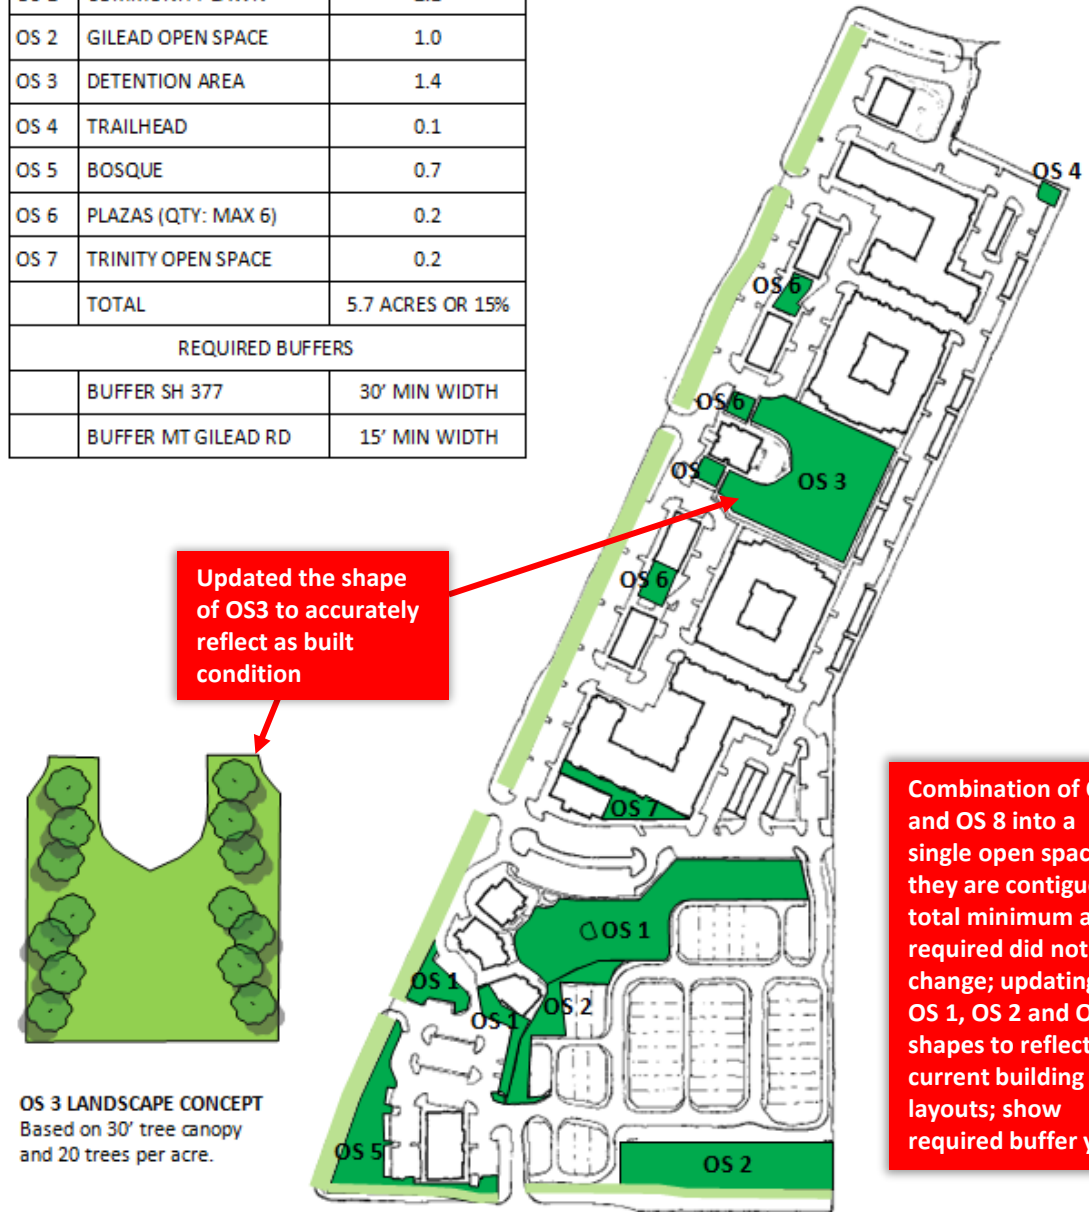 OS 2 GILEAD OPEN SPACE 1.0
OS 3 DETENTION AREA 1.4
OS 4 TRAILHEAD 0.1
OS 5 BOSQUE 0.7
OS 6 PLAZAS (QTY: MAX 6) 0.2
OS 7 TRINITY OPEN SPACE 0.2
TOTAL 5.7 ACRES OR 15%
REQUIRED BUFFERS
BUFFER SH 377 30' MIN WIDTH
BUFFER MT GILEAD RD 15' MIN WIDTH
OS 4
OS 6
OS 6
OS
OS 3
OS 6
Updated the shape
of OS3 to accurately
reflect as built
condition
OS 7
OS 1
OS 1
OS 1
OS 2
OS 5
OS 2
OS 3 LANDSCAPE CONCEPT
Based on 30' tree canopy
and 20 trees per acre.
Combination of
and OS 8 into a
single open spac
they are contigu
total minimum a
required did not
change; updating
OS 1, OS 2 and O
shapes to reflect
current building
layouts; show
required buffer y